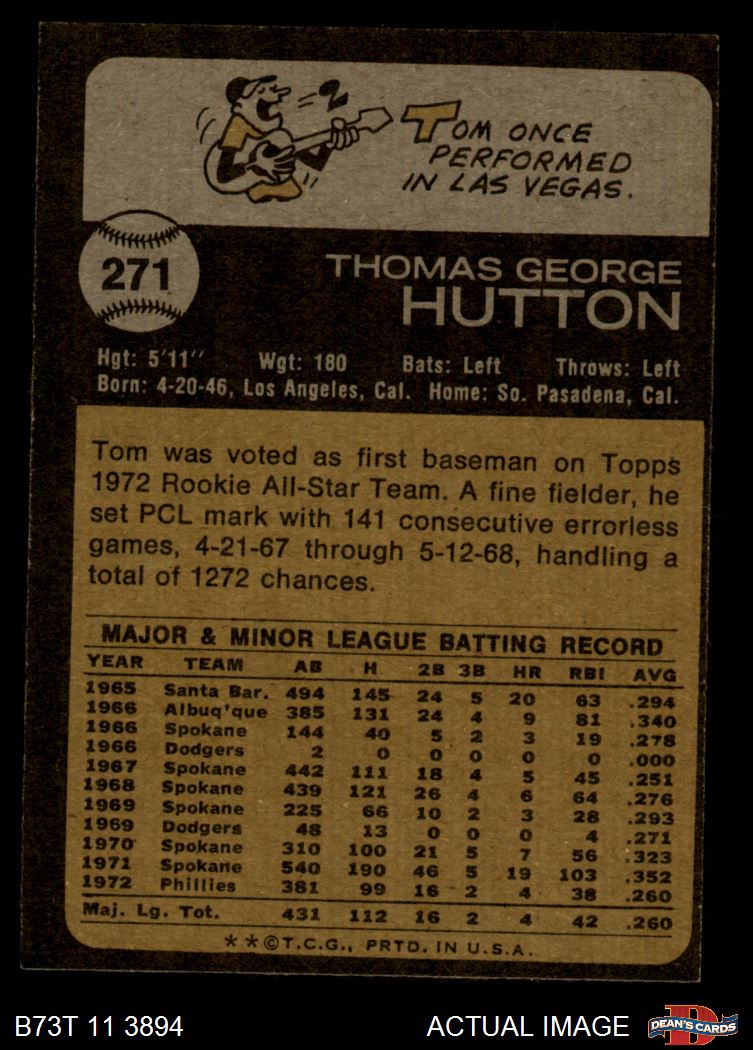 TOM ONCE
PERFORMED
IN LAS VEGAS.
271
THOMAS GEORGE
HUTTON
Hgt: 5'11" Wgt: 180 Bats: Left Throws: Left
Born: 4-20-46, Los Angeles, Cal. Home: So. Pasadena, Cal.
Tom was voted as first baseman on Topps
1972 Rookie All-Star Team. A fine fielder, he
set PCL mark with 141 consecutive errorless
games, 4-21-67 through 5-12-68, handling a
total of 1272 chances.
MAJOR & MINOR LEAGUE BATTING RECORD
YEAR TEAM AB H 2B 3B HR RBI AVG
1965 Santa Bar. 494 145 24 5 20 63 .294
1966 Albuq'que 385 131 24 4 9 81 .340
1966 Spokane 144 40 5 2 3 19 .278
1966 Dodgers 2 0 0 0 0 0 .000
1967 Spokane 442 111 18 4 5 45 .251
1968 Spokane 439 121 26 4 6 64 .276
1969 Spokane 225 66 10 2 3 28 .293
1969 Dodgers 48 13 0 0 0 4 .271
1970 Spokane 310 100 21 5 7 56 .323
1971 Spokane 540 190 46 5 19 103 .352
1972 Phillies 381 99 16 2 4 38 .260
Maj. Lg. Tot. 431 112 16 2 4 42 .260
* * © T.C.G., PRTD. IN U.S.A.
B73T 11 3894 ACTUAL IMAGE
D
DEAN'S CARDS